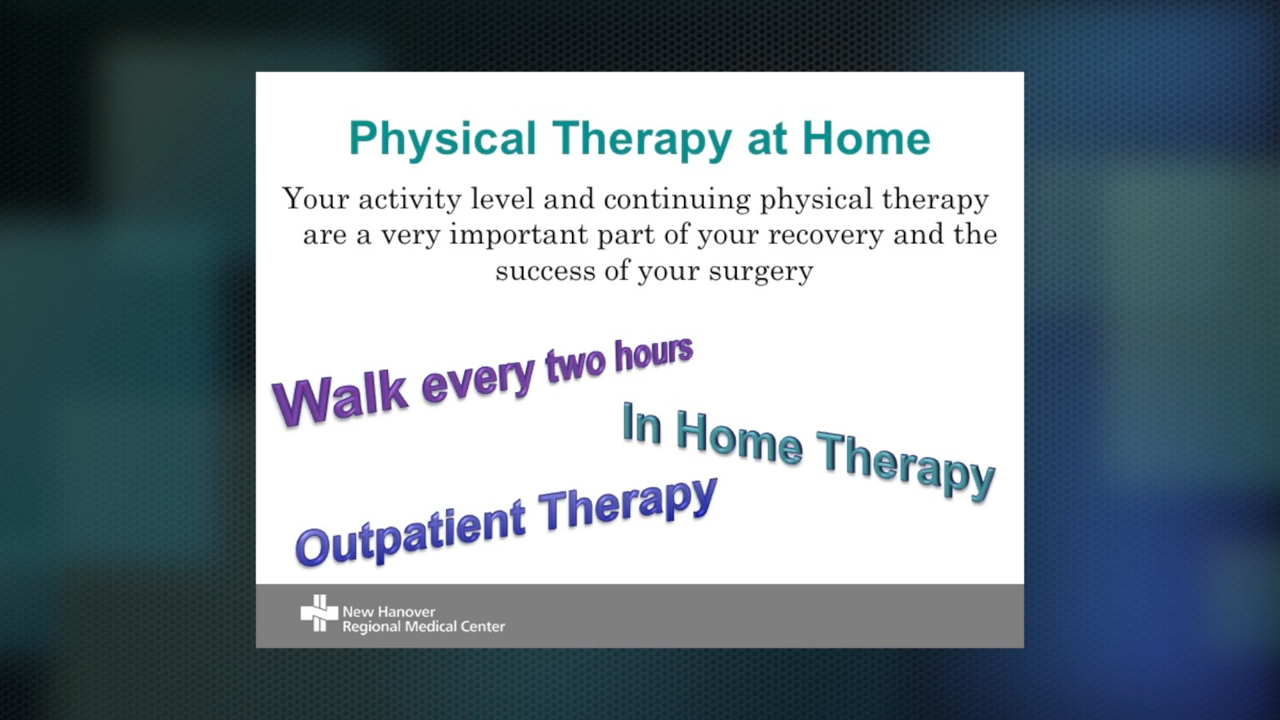 Physical Therapy at Home
Your activity level and continuing physical therapy
are a very important part of your recovery and the
success of your surgery
Walk every two hours
In Home Therapy
Outpatient Therapy
New Hanover
Regional Medical Center